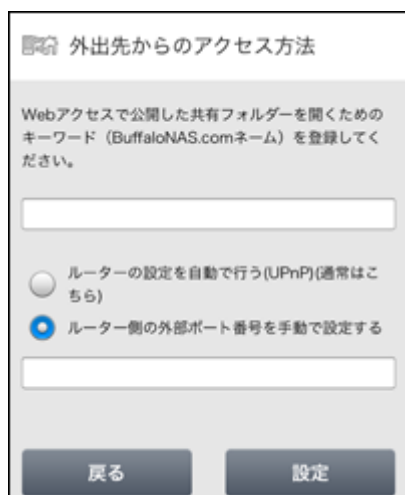 外出先からのアクセス方法
Webアクセスで公開した共有フォルダーを開くための
キーワード（BuffaloNAS.comネーム）を登録してく
ださい。
ルーターの設定を自動で行う(UPnP)(通常はこ
ちら)
ルーター側の外部ポート番号を手動で設定する
戻る
設定